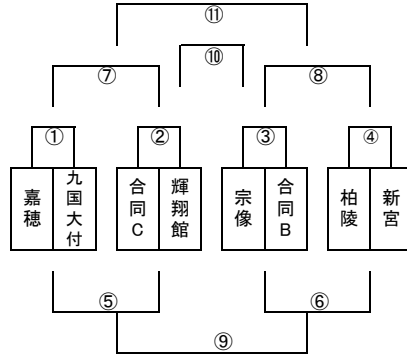 ⑪
⑩
⑦
⑧
①
②
③
④
嘉穂
九国大付
合同C
輝翔館
宗像
合同B
柏陵
新宮
⑤
⑥
⑨